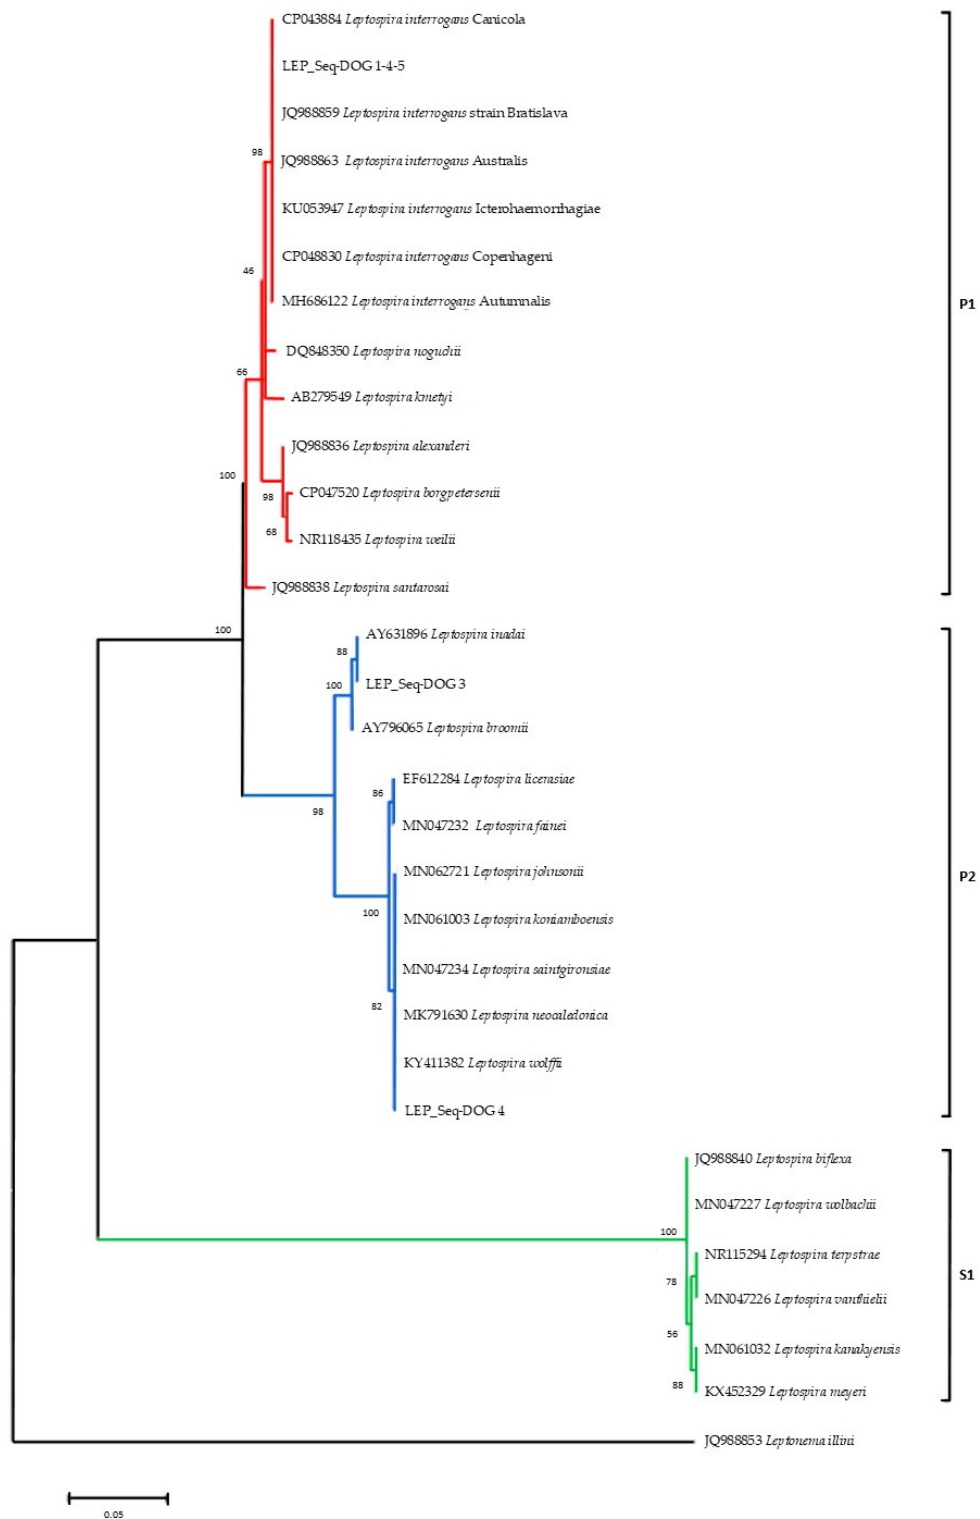 CP043884 Leptospira interrogans Canicola
LEP_Seq-DOG 1-4-5
JQ988859 Leptospira interrogans strain Bratislava
98
JQ988863 Leptospira interrogans Australis
KU053947 Leptospira interrogans Icterohaemorrhagiae
CP048830 Leptospira interrogans Copenhageni
46
MH686122 Leptospira interrogans Autumnalis
P1
DQ848350 Leptospira noguchii
66
AB279549 Leptospira kmetyi
JQ988836 Leptospira alexanderi
100
CP047520 Leptospira borgpetersenii
98
68
NR118435 Leptospira weilii
JQ988838 Leptospira santarosai
100
AY631896 Leptospira inadai
88
LEP_Seq-DOG 3
100
AY796065 Leptospira broomii
EF612284 Leptospira licerasiae
86
98
MN047232 Leptospira fainei
MN062721 Leptospira johnsonii
P2
100
MN061003 Leptospira koniamboensis
MN047234 Leptospira saintgironsiae
82
MK791630 Leptospira neocaledonica
KY411382 Leptospira wolffii
LEP_Seq-DOG 4
JQ988840 Leptospira biflexa
MN047227 Leptospira wolbachii
100
NR115294 Leptospira terpstrae
S1
78
MN047226 Leptospira vanthielii
56
MN061032 Leptospira kanakyensis
88
KX452329 Leptospira meyeri
JQ988853 Leptonema illini
0.05